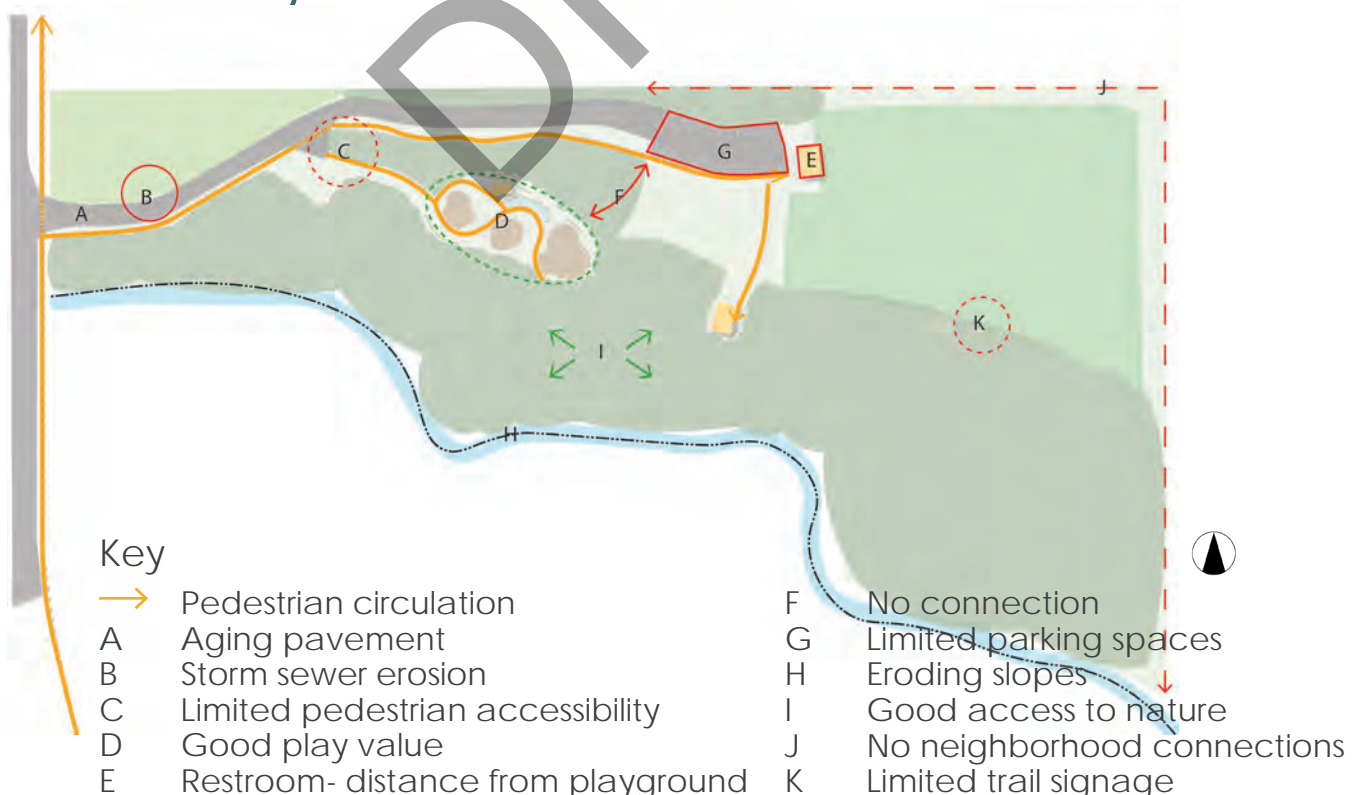 J
C
G
E
B
F
A
D
K
I
H
Key
Pedestrian circulation
A Aging pavement
B Storm sewer erosion
C Limited pedestrian accessibility
D Good play value
E Restroom- distance from playground
F No connection
G Limited parking spaces
H Eroding slopes
I Good access to nature
J No neighborhood connections
K Limited trail signage